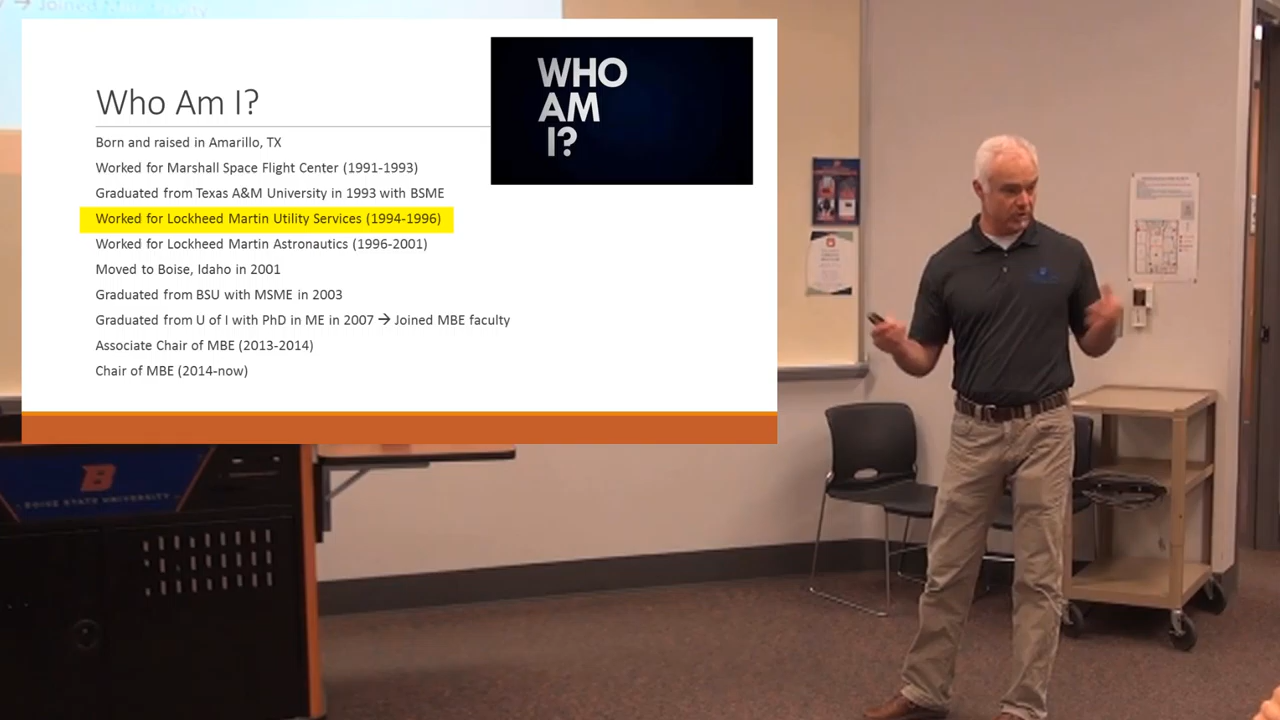 Joined M
Who Am I?
WHO
AM
I?
Born and raised in Amarillo, TX
Worked for Marshall Space Flight Center (1991-1993)
Graduated from Texas A&M University in 1993 with BSME
Worked for Lockheed Martin Utility Services (1994-1996)
Worked for Lockheed Martin Astronautics (1996-2001)
Moved to Boise, Idaho in 2001
Graduated from BSU with MSME in 2003
Graduated from U of I with PhD in ME in 2007 → Joined MBE faculty
Associate Chair of MBE (2013-2014)
Chair of MBE (2014-now)
B
BOISE STATE UNIVERSITY